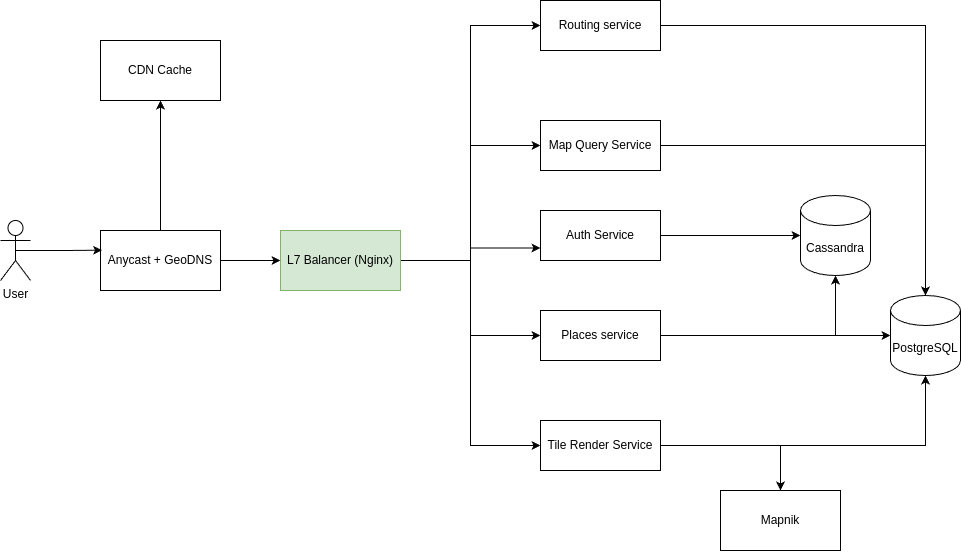 Routing service
CDN Cache
Map Query Service
Auth Service
Cassandra
Anycast + GeoDNS
L7 Balancer (Nginx)
User
Places service
PostgreSQL
Tile Render Service
Mapnik